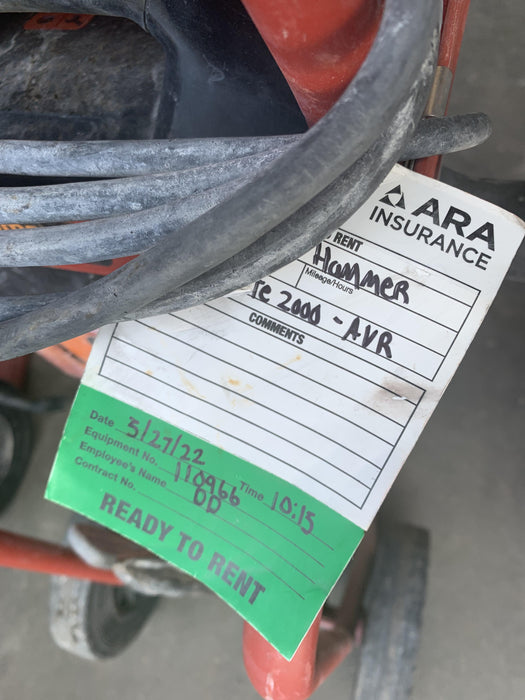 ARA
INSURANCE
RENT
Hammer
Mileage/Hours
Te 2000 - AVR
COMMENTS
Date 5/27/22
Equipment No. 110966 Time 10:15
Employee's Name OD
Contract No.
READY TO RENT